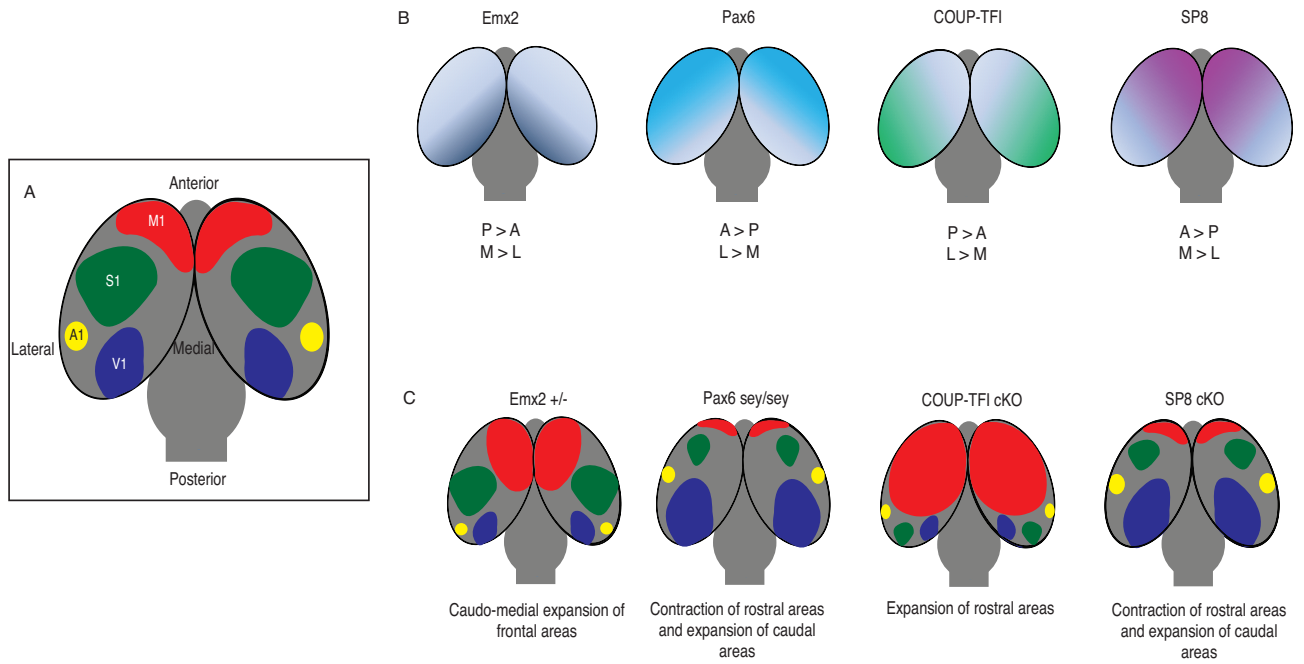 A
Anterior
M1
S1
A1
Lateral
Medial
V1
Posterior
B
Emx2
Pax6
COUP-TFI
SP8
P > A
M > L
A > P
L > M
P > A
L > M
A > P
M > L
C
Emx2 +/-
Pax6 sey/sey
COUP-TFI cKO
SP8 cKO
Caudo-medial expansion of
frontal areas
Contraction of rostral areas
and expansion of caudal
areas
Expansion of rostral areas
Contraction of rostral areas
and expansion of caudal
areas